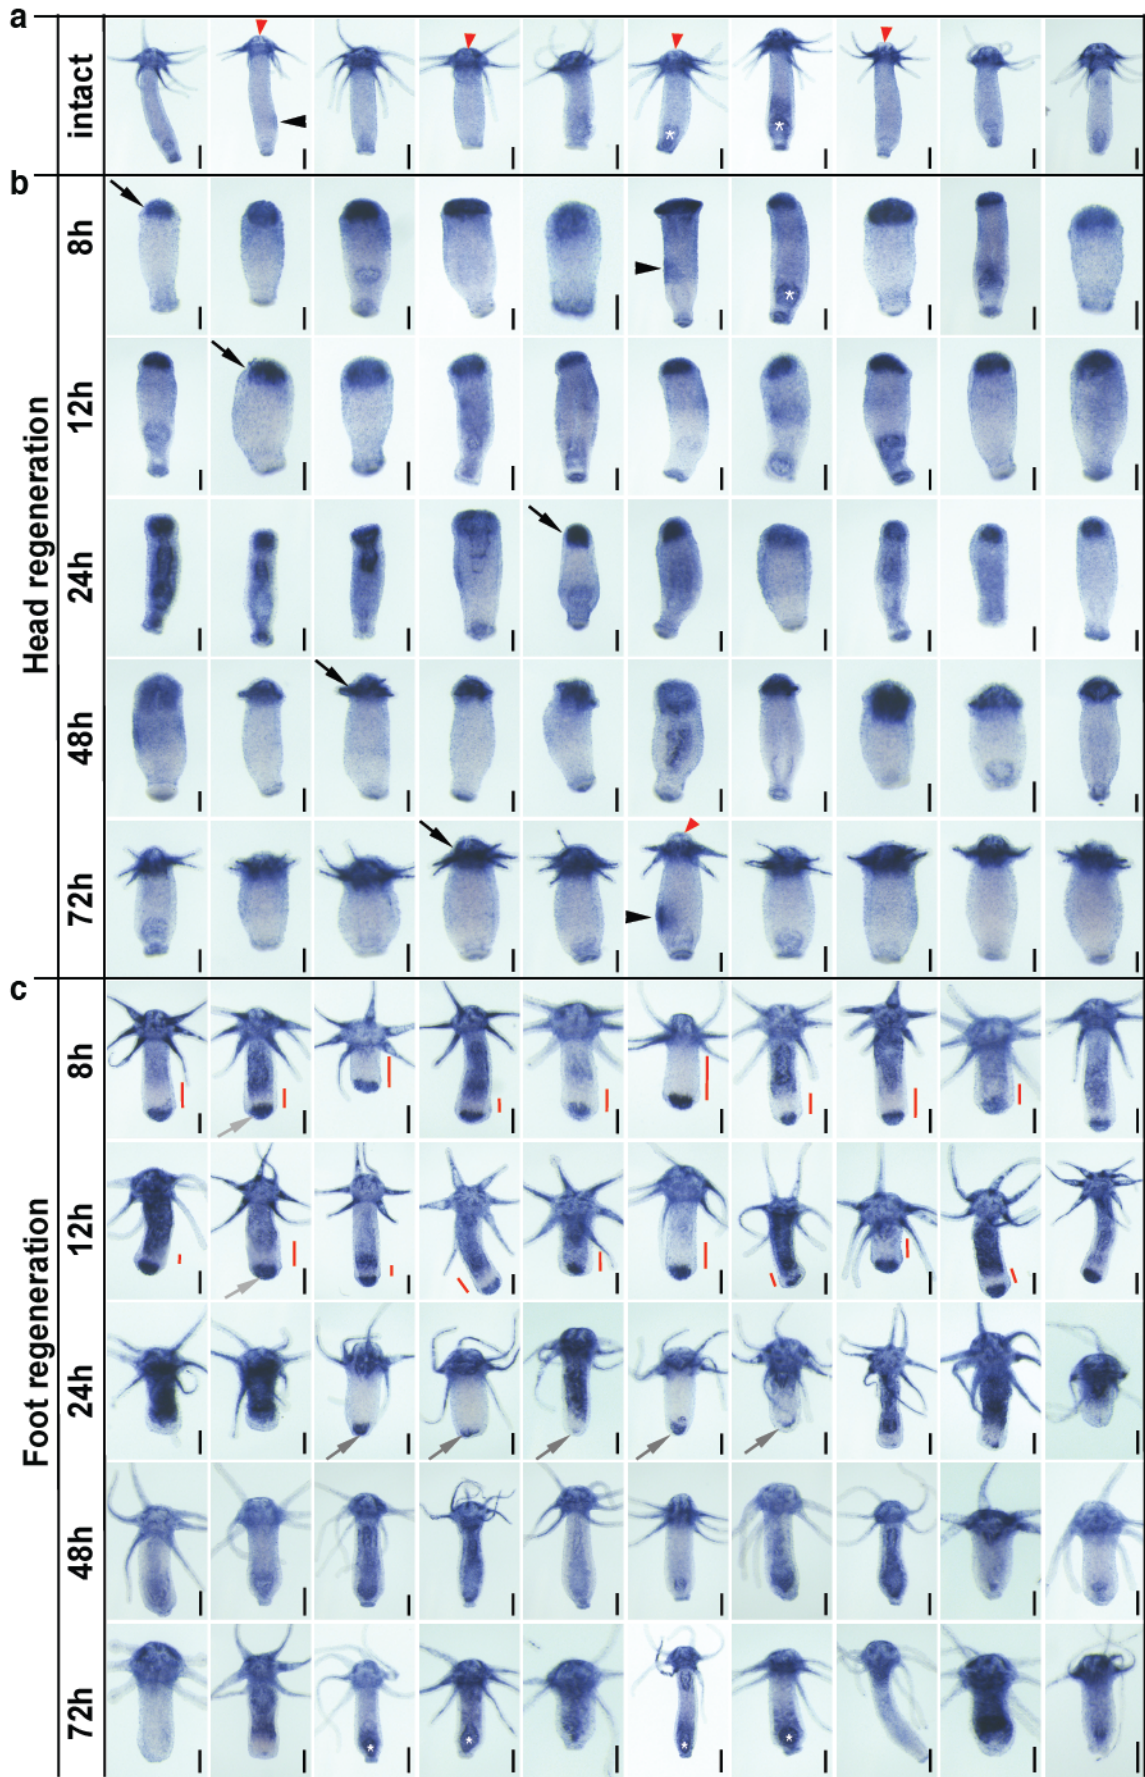 a
intact
*
*
b
Head regeneration
8h
*
12h
24h
48h
72h
c
Foot regeneration
8h
12h
24h
48h
72h
*
*
*
*